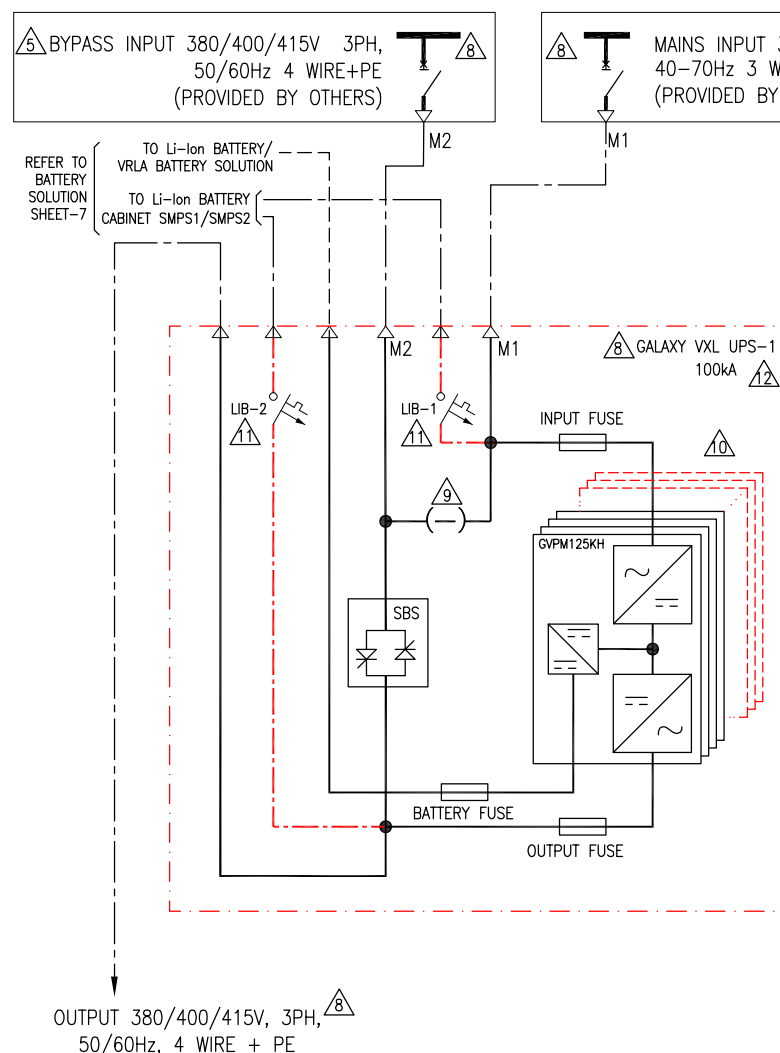 5 BYPASS INPUT 380/400/415V 3PH,
50/60Hz 4 WIRE+PE
(PROVIDED BY OTHERS)
8
8
MAINS INPUT 3
40-70Hz 3 W
(PROVIDED BY
M2
M1
REFER TO
BATTERY
SOLUTION
SHEET-7
TO Li-Ion BATTERY/
VRLA BATTERY SOLUTION
TO Li-Ion BATTERY
CABINET SMPS1/SMPS2
M2
M1
8 GALAXY VXL UPS-1
100kA 12
LIB-2
11
LIB-1
11
INPUT FUSE
10
9
GVPM125KH
SBS
BATTERY FUSE
OUTPUT FUSE
OUTPUT 380/400/415V, 3PH, 8
50/60Hz, 4 WIRE + PE